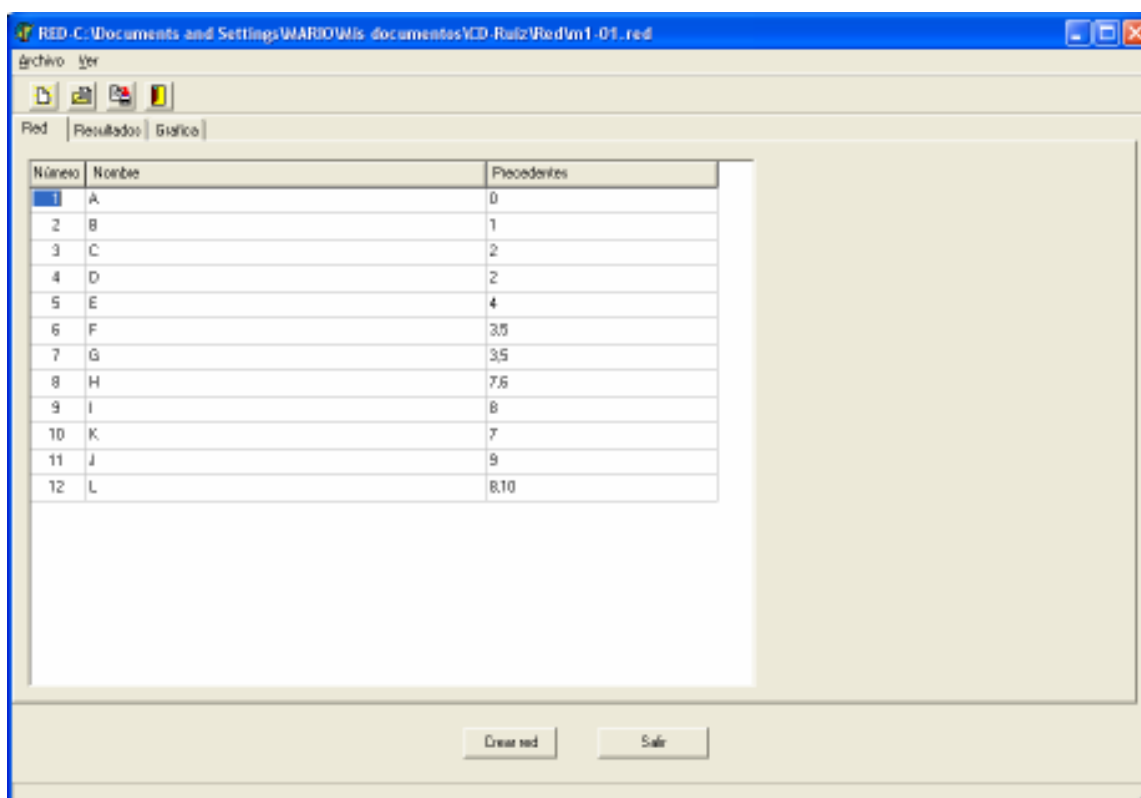 RED-C:\Documents and Settings\MARIO\Mis documentos\CD-Ruiz\Red\m1-01.red
Archivo Ver
Red Resultados Grafica
Número Nombre Precedentes
1 A 0
2 B 1
3 C 2
4 D 2
5 E 4
6 F 3,5
7 G 3,5
8 H 7,6
9 I 8
10 K 7
11 J 9
12 L 8,10
Crear red Salir